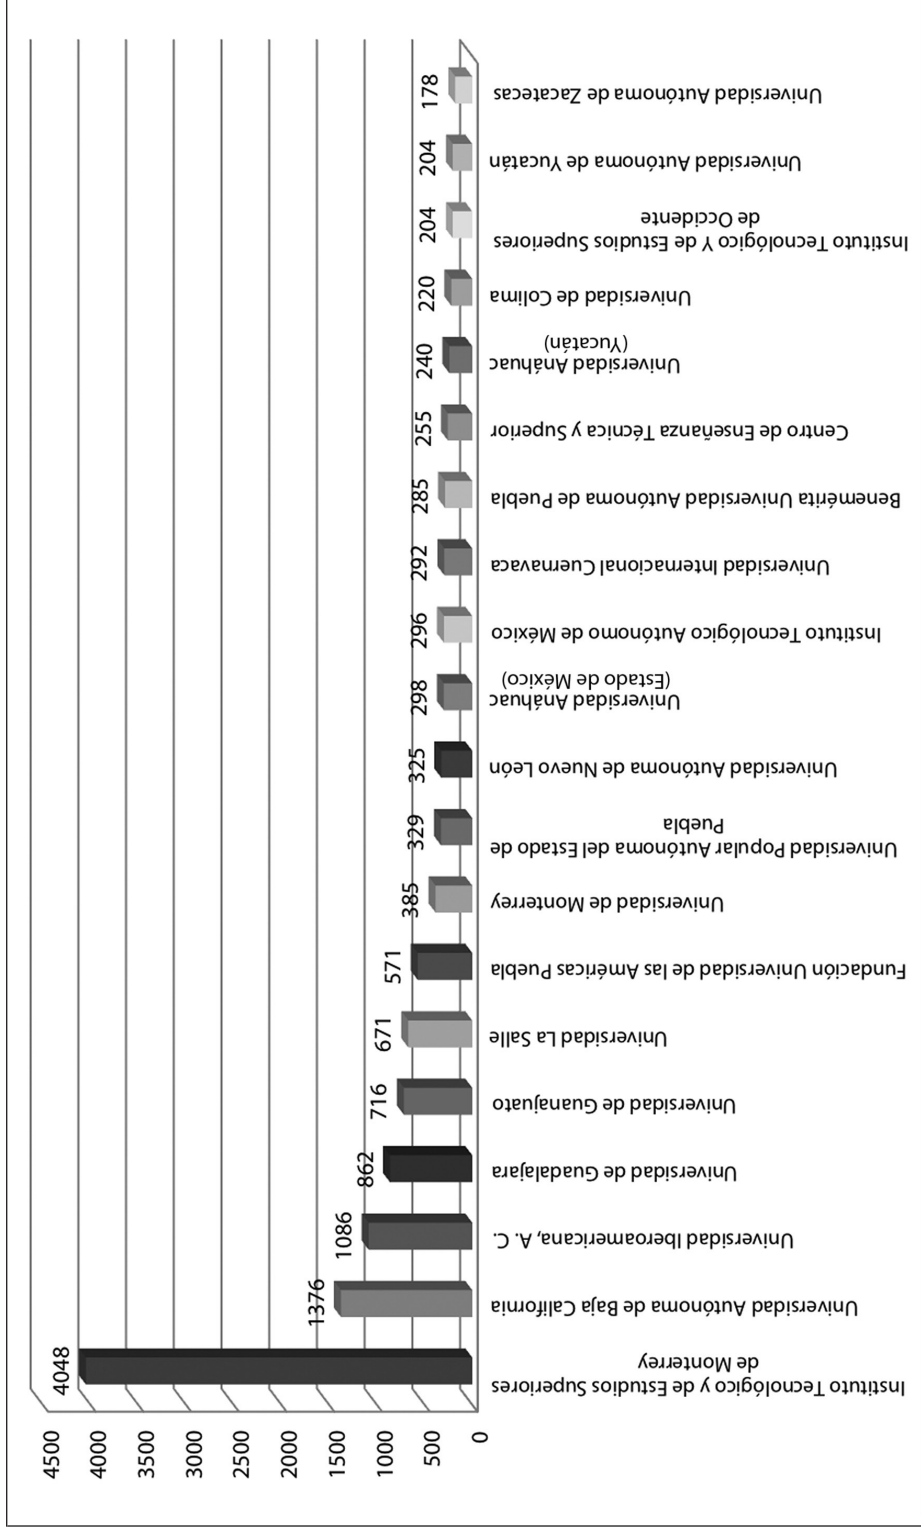 4500
4000
3500
3000
2500
2000
1500
1000
500
0
4048
1376
1086
862
716
671
571
385
329
325
298
296
292
285
255
240
220
204
204
178
Instituto Tecnológico y de Estudios Superiores
de Monterrey
Universidad Autónoma de Baja California
Universidad Iberoamericana, A. C.
Universidad de Guadalajara
Universidad de Guanajuato
Universidad La Salle
Fundación Universidad de las Américas Puebla
Universidad de Monterrey
Universidad Popular Autónoma del Estado de
Puebla
Universidad Autónoma de Nuevo León
Universidad Anáhuac
(Estado de México)
Instituto Tecnológico Autónomo de México
Universidad Internacional Cuernavaca
Benemérita Universidad Autónoma de Puebla
Centro de Enseñanza Técnica y Superior
Universidad Anáhuac
(Yucatán)
Universidad de Colima
Instituto Tecnológico Y de Estudios Superiores
de Occidente
Universidad Autónoma de Yucatán
Universidad Autónoma de Zacatecas